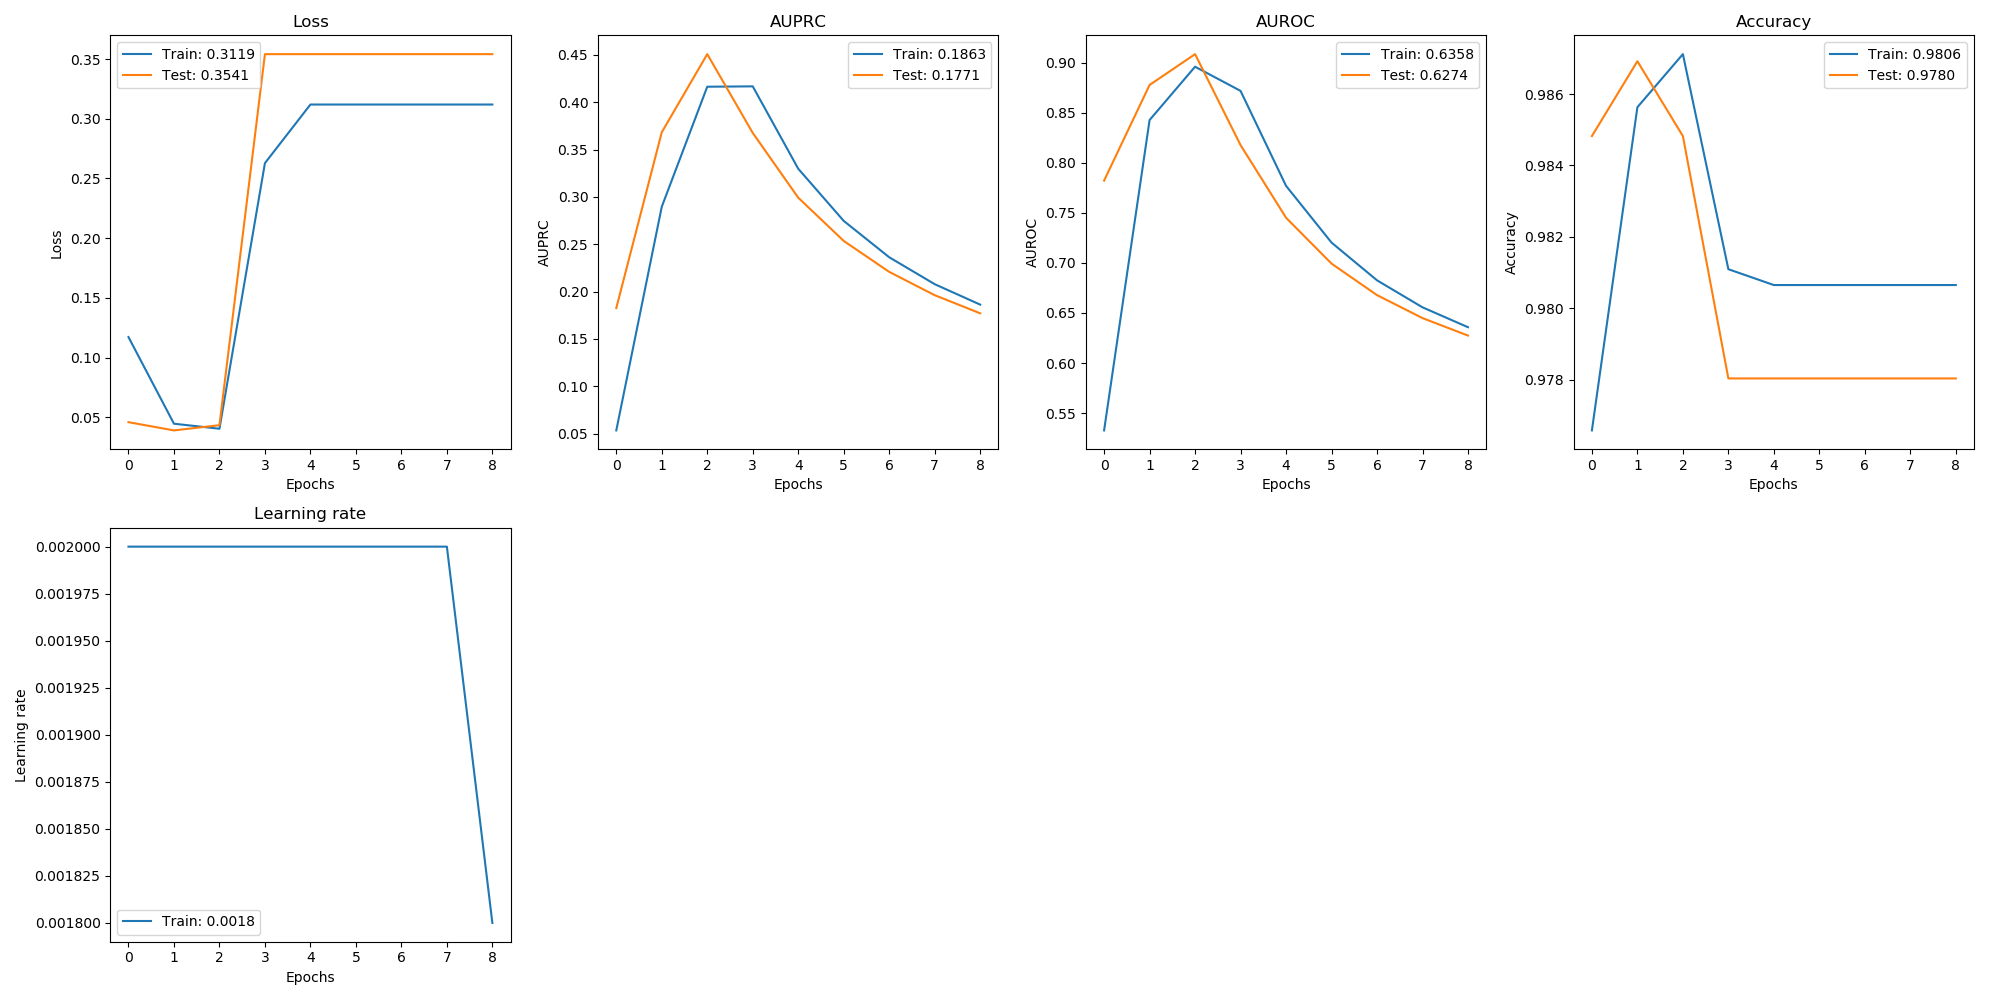 Loss
Train: 0.3119
Test: 0.3541
0.35
0.30
0.25
0.20
0.15
0.10
0.05
Loss
0 1 2 3 4 5 6 7 8
Epochs
AUPRC
Train: 0.1863
Test: 0.1771
0.45
0.40
0.35
0.30
0.25
0.20
0.15
0.10
0.05
AUPRC
0 1 2 3 4 5 6 7 8
Epochs
AUROC
Train: 0.6358
Test: 0.6274
0.90
0.85
0.80
0.75
0.70
0.65
0.60
0.55
AUROC
0 1 2 3 4 5 6 7 8
Epochs
Accuracy
Train: 0.9806
Test: 0.9780
0.986
0.984
0.982
0.980
0.978
Accuracy
0 1 2 3 4 5 6 7 8
Epochs
Learning rate
0.002000
0.001975
0.001950
0.001925
0.001900
0.001875
0.001850
0.001825
0.001800
Learning rate
Train: 0.0018
0 1 2 3 4 5 6 7 8
Epochs